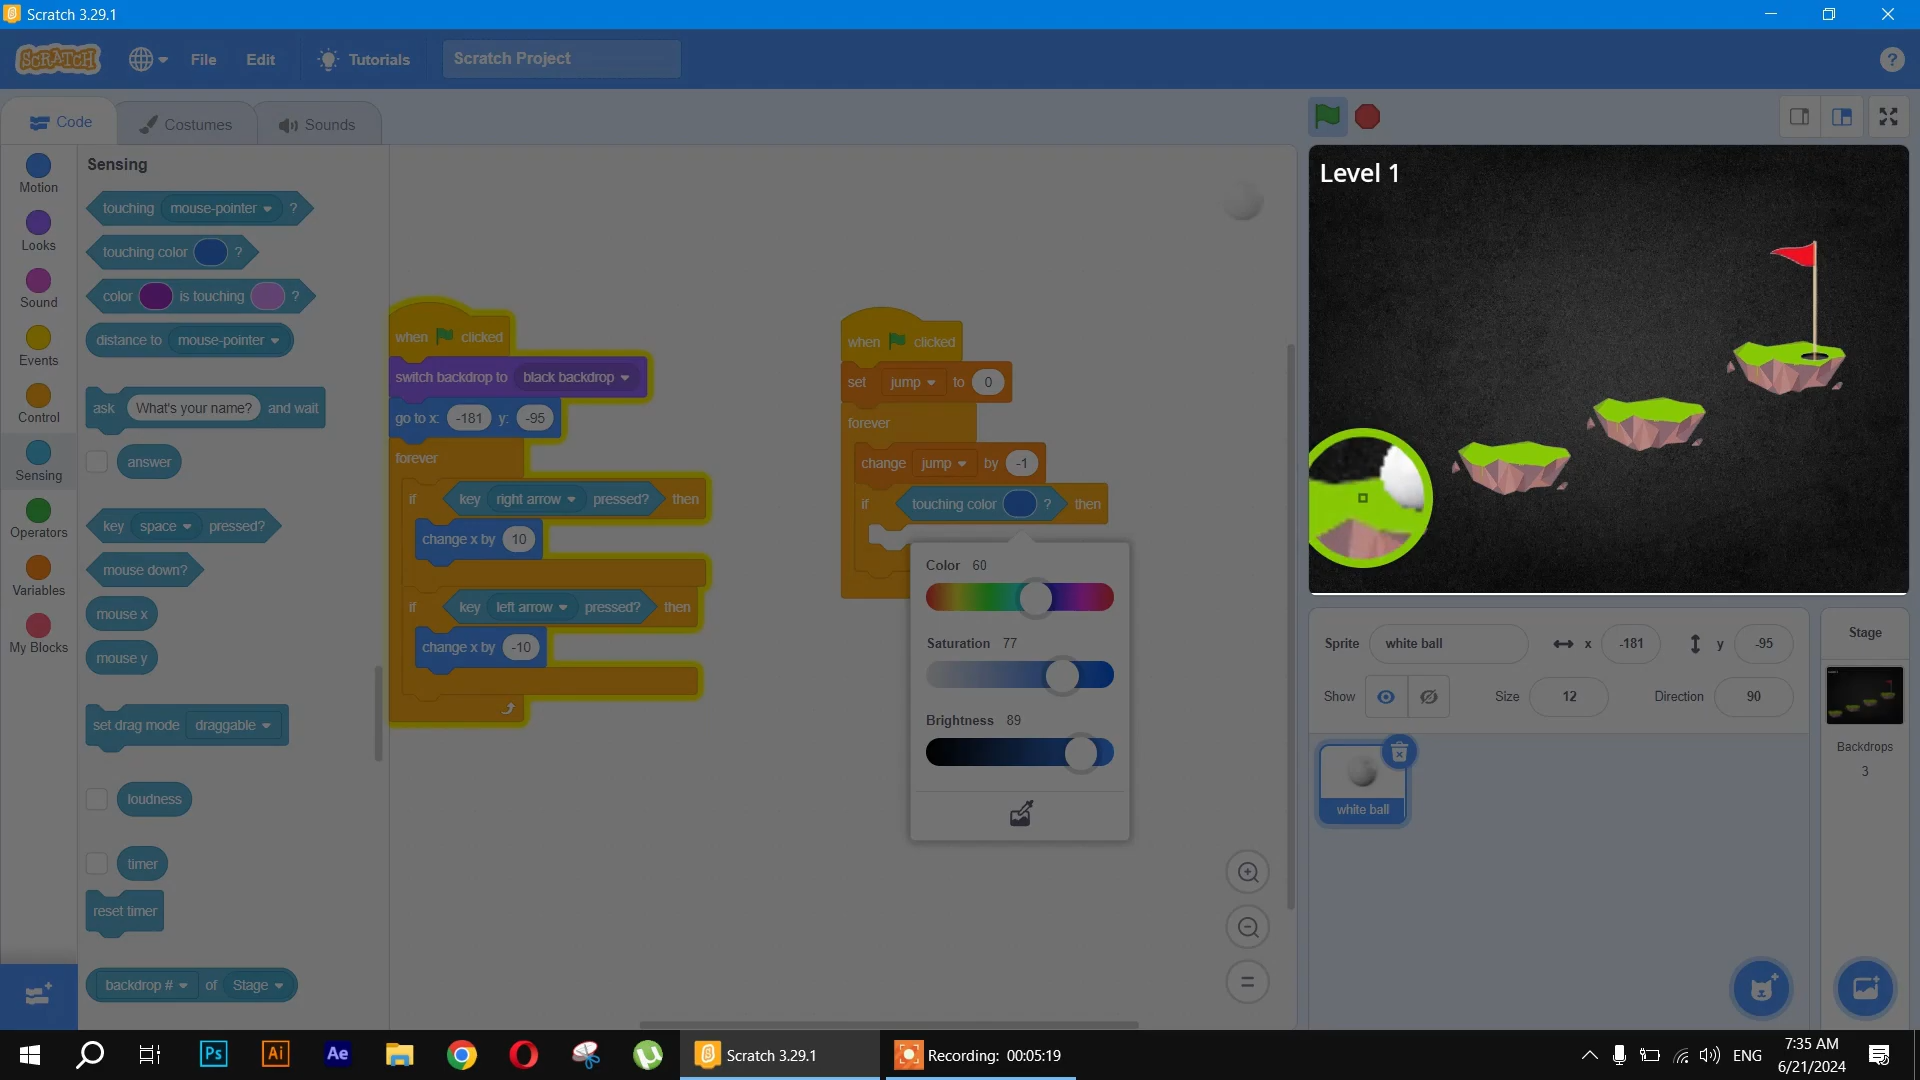 Scratch 3.29.1
SCRATCH
File
Edit
Tutorials
Scratch Project
?
Code
Costumes
Sounds
Motion
Looks
Sound
Events
Control
Sensing
Operators
Variables
My Blocks
Sensing
touching mouse-pointer ?
touching color ?
color is touching ?
distance to mouse-pointer
ask What's your name? and wait
answer
key space pressed?
mouse down?
mouse x
mouse y
set drag mode draggable
loudness
timer
reset timer
backdrop # of Stage
when clicked
switch backdrop to black backdrop
go to x: -181 y: -95
forever
if key right arrow pressed? then
change x by 10
if key left arrow pressed? then
change x by -10
when clicked
set jump to 0
forever
change jump by -1
if touching color ? then
Color 60
Saturation 77
Brightness 89
Level 1
Sprite white ball x -181 y -95
Show Size 12 Direction 90
white ball
Stage
Backdrops
3
Ps
Ai
Ae
Scratch 3.29.1
Recording: 00:05:19
ENG
7:35 AM
6/21/2024